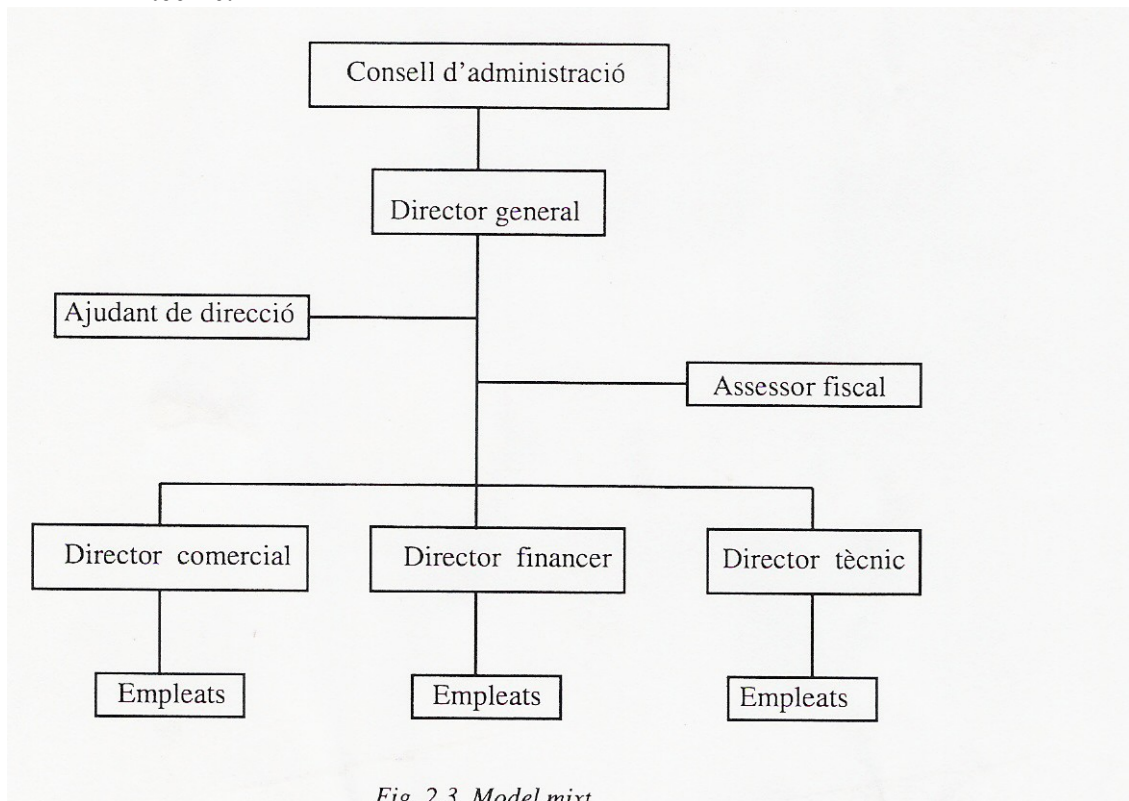 Consell d’administració
Director general
Ajudant de direcció
Assessor fiscal
Director comercial
Director financer
Director tècnic
Empleats
Empleats
Empleats
Fig. 2.3 Model mixt